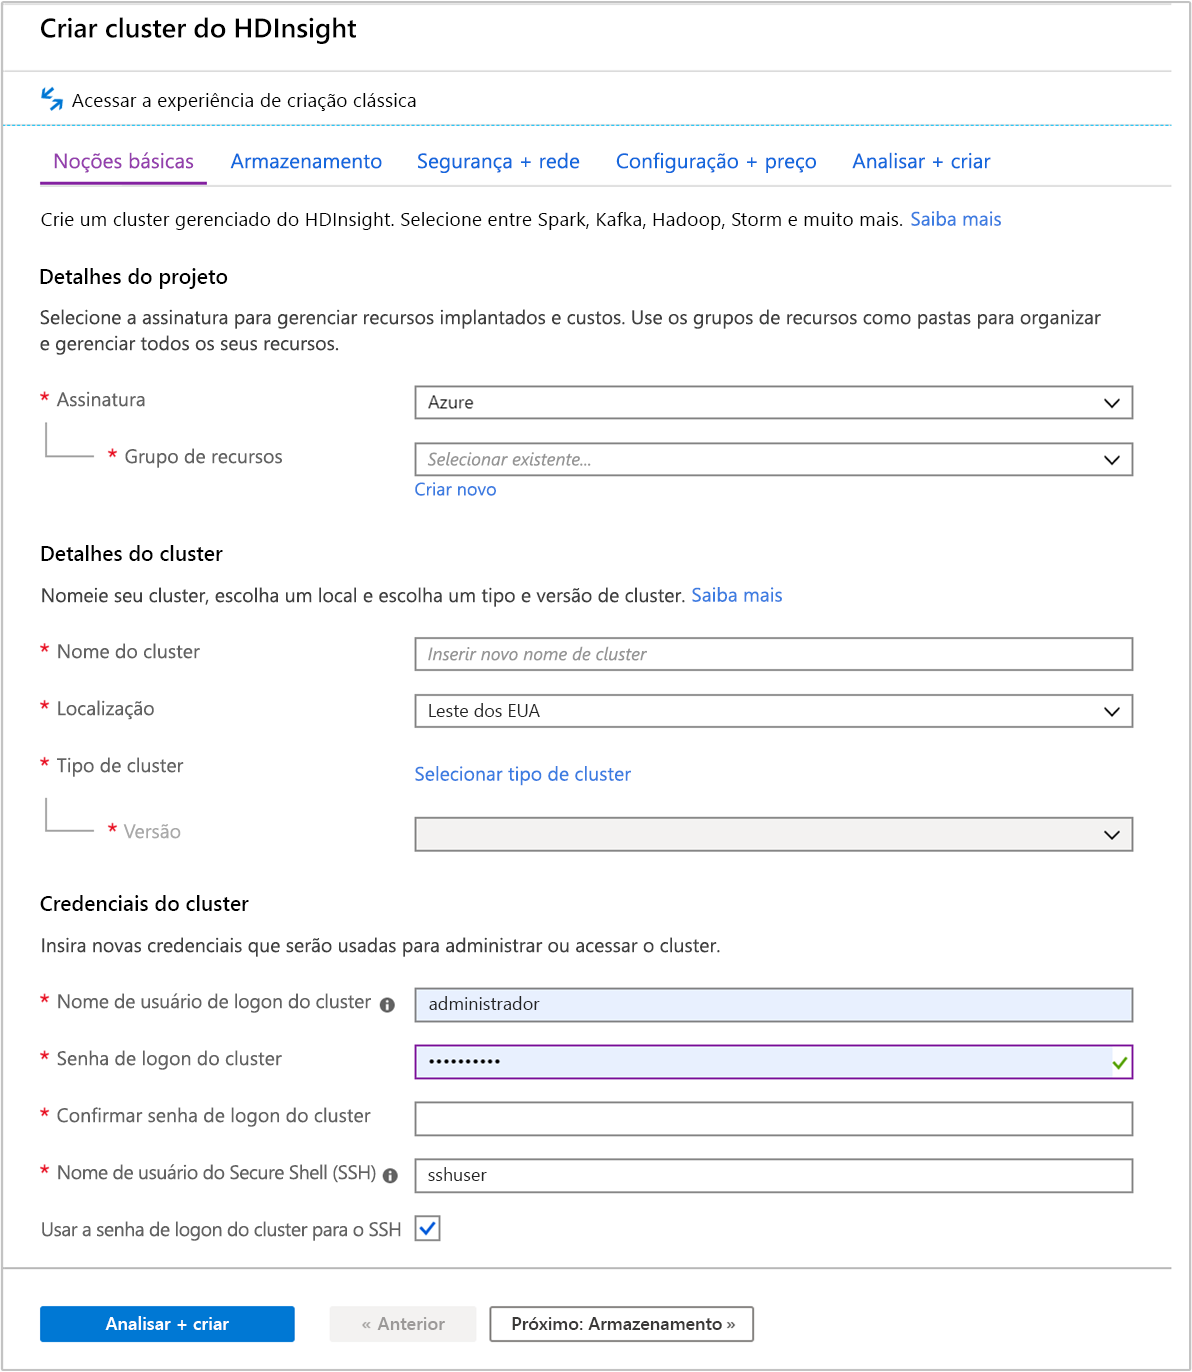 Criar cluster do HDInsight
Acessar a experiência de criação clássica
Noções básicas Armazenamento Segurança + rede Configuração + preço Analisar + criar
Crie um cluster gerenciado do HDInsight. Selecione entre Spark, Kafka, Hadoop, Storm e muito mais. Saiba mais
Detalhes do projeto
Selecione a assinatura para gerenciar recursos implantados e custos. Use os grupos de recursos como pastas para organizar
e gerenciar todos os seus recursos.
* Assinatura Azure
* Grupo de recursos Selecionar existente...
Criar novo
Detalhes do cluster
Nomeie seu cluster, escolha um local e escolha um tipo e versão de cluster. Saiba mais
* Nome do cluster Inserir novo nome de cluster
* Localização Leste dos EUA
* Tipo de cluster Selecionar tipo de cluster
* Versão
Credenciais do cluster
Insira novas credenciais que serão usadas para administrar ou acessar o cluster.
* Nome de usuário de logon do cluster administrador
* Senha de logon do cluster ••••••••••
* Confirmar senha de logon do cluster
* Nome de usuário do Secure Shell (SSH) sshuser
Usar a senha de logon do cluster para o SSH
Analisar + criar « Anterior Próximo: Armazenamento »